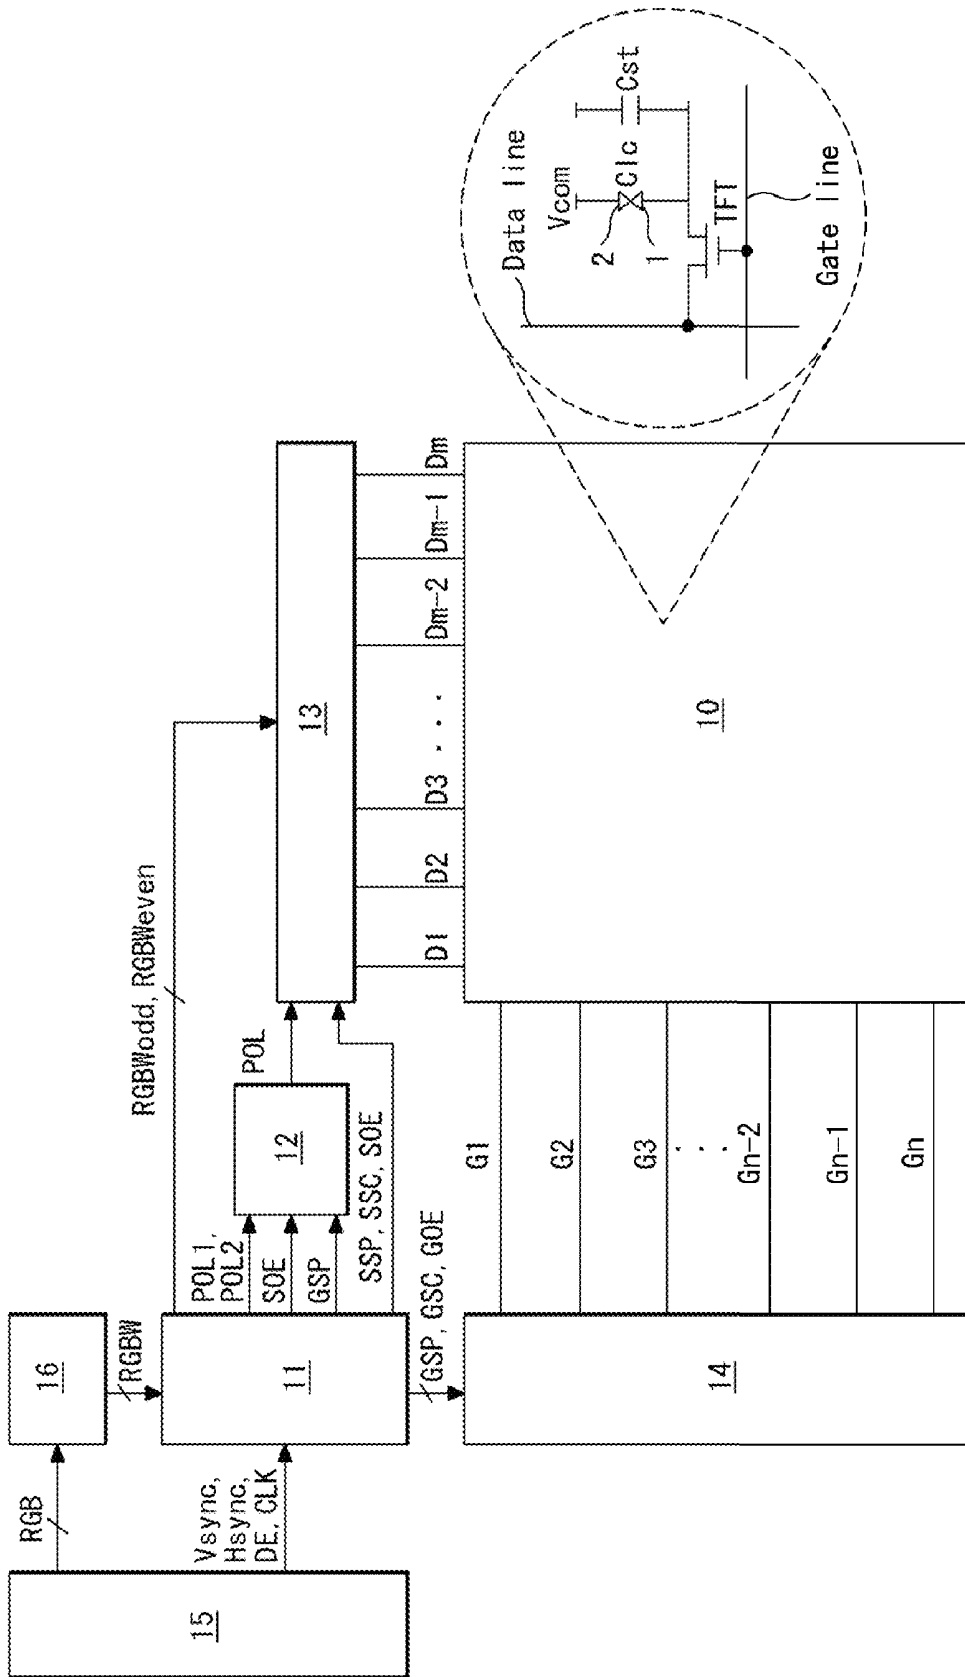 15
RGB
Vsync,
Hsync,
DE, CLK
16
RGBW
11
RGBWodd, RGBWeven
POL1,
POL2
SOE
GSP
SSP, SSC, SOE
GSP, GSC, GOE
12
POL
13
14
D1
D2
D3
. . .
Dm-2
Dm-1
Dm
G1
G2
G3
. . .
Gn-2
Gn-1
Gn
10
Data line
Vcom
2
Clc
1
Cst
TFT
Gate line